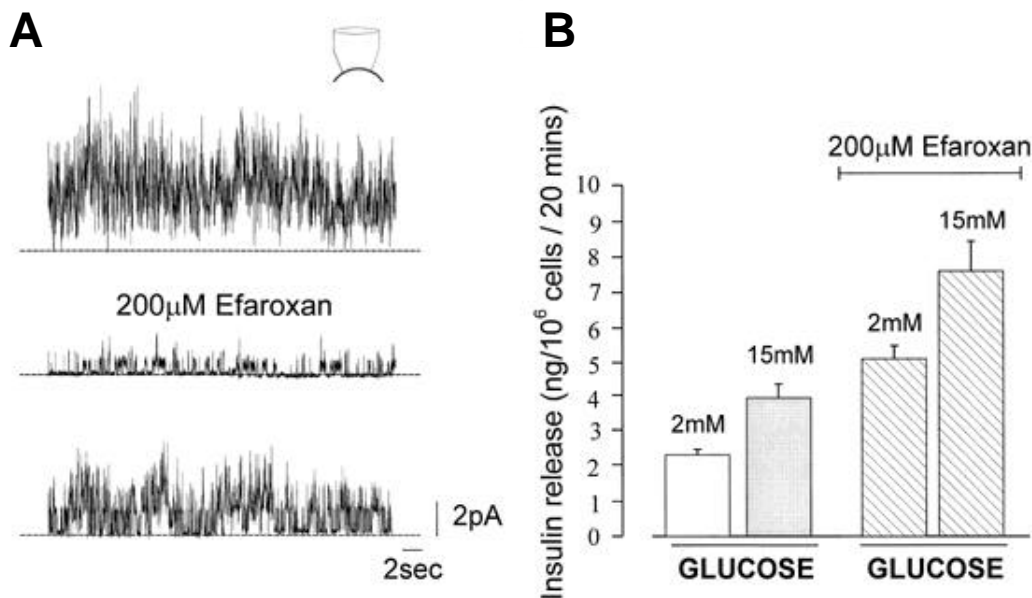 A
200μM Efaroxan
2pA
2sec
B
Insulin release (ng/10⁶ cells / 20 mins)
200μM Efaroxan
10
9
8
7
6
5
4
3
2
1
0
2mM
15mM
2mM
15mM
GLUCOSE
GLUCOSE